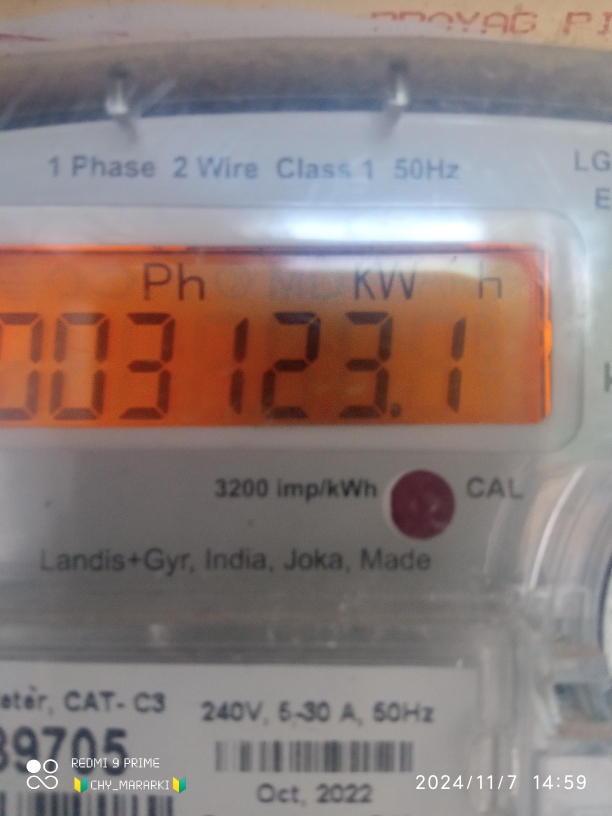 PRAYAG PI
1 Phase 2 Wire Class 1 50Hz
LG
E
Ph KW h
003123.1
k
3200 imp/kWh CAL
Landis+Gyr, India, Joka, Made
eter, CAT- C3
240V, 5-30 A, 50Hz
39705
Oct, 2022
REDMI 9 PRIME
CHY_MARARKI
2024/11/7 14:59